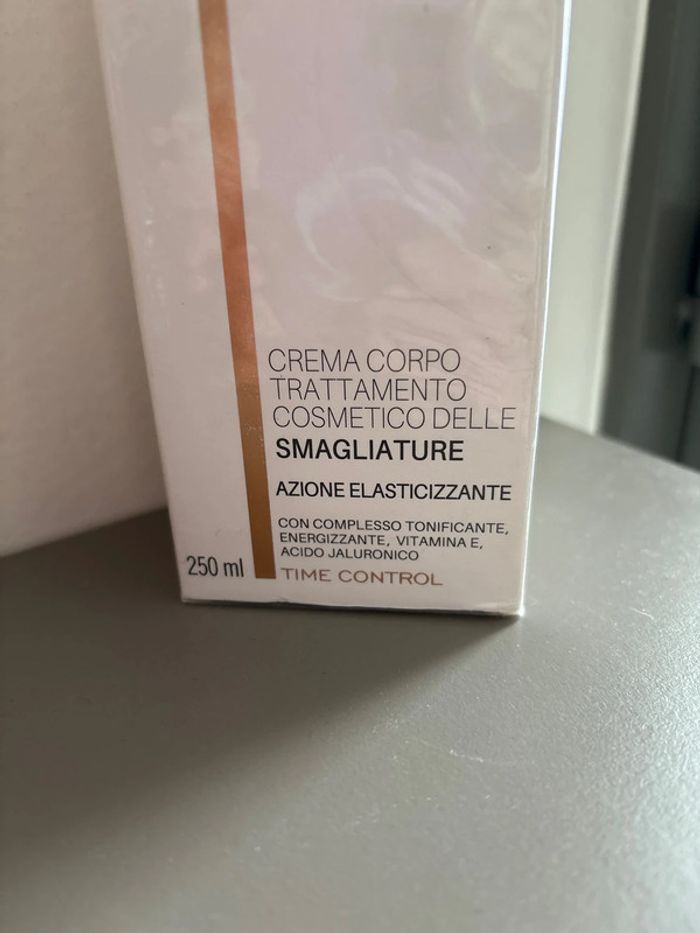 CREMA CORPO
TRATTAMENTO
COSMETICO DELLE
SMAGLIATURE
AZIONE ELASTICIZZANTE
CON COMPLESSO TONIFICANTE,
ENERGIZZANTE, VITAMINA E,
ACIDO JALURONICO
250 ml
TIME CONTROL